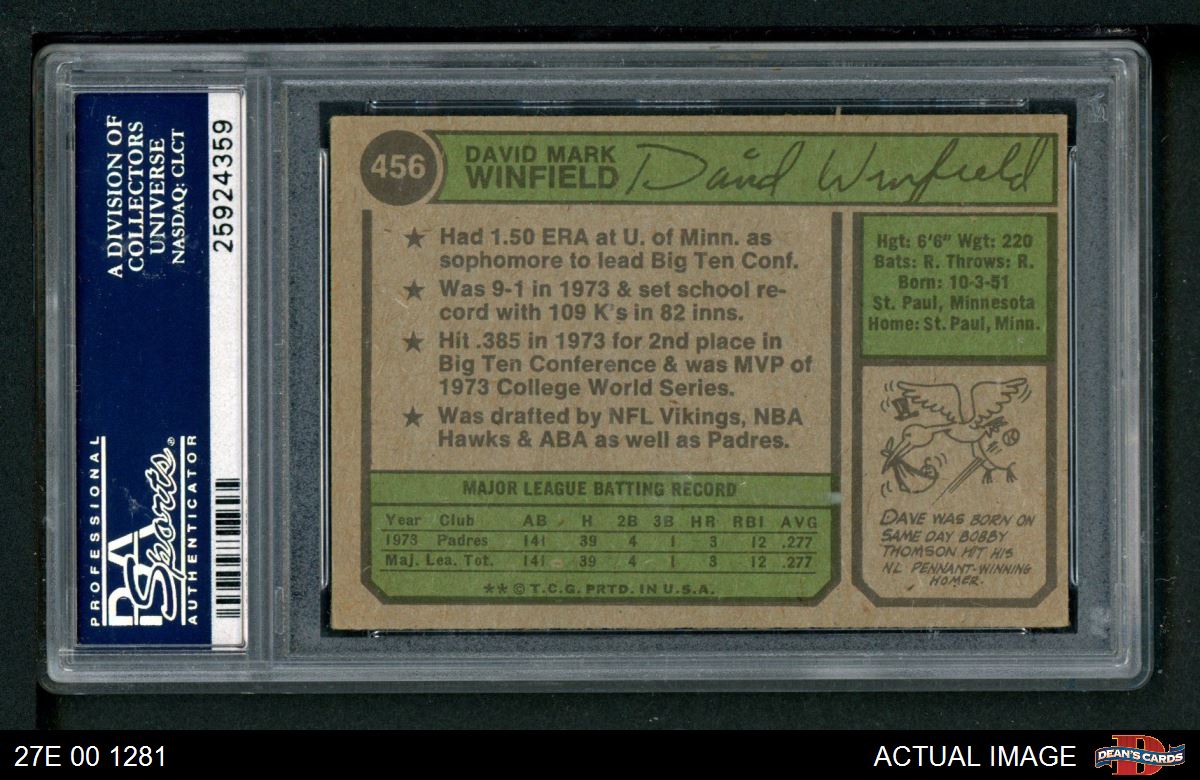 A DIVISION OF
COLLECTORS
UNIVERSE
NASDAQ: CLCT
25924359
PROFESSIONAL
PSA
Sports®
AUTHENTICATOR
456
DAVID MARK
WINFIELD
David Winfield
★ Had 1.50 ERA at U. of Minn. as
sophomore to lead Big Ten Conf.
★ Was 9-1 in 1973 & set school re-
cord with 109 K's in 82 inns.
★ Hit .385 in 1973 for 2nd place in
Big Ten Conference & was MVP of
1973 College World Series.
★ Was drafted by NFL Vikings, NBA
Hawks & ABA as well as Padres.
Hgt: 6'6" Wgt: 220
Bats: R. Throws: R.
Born: 10-3-51
St. Paul, Minnesota
Home: St. Paul, Minn.
DAVE WAS BORN ON
SAME DAY BOBBY
THOMSON HIT HIS
NL PENNANT-WINNING
HOMER.
MAJOR LEAGUE BATTING RECORD
Year Club AB H 2B 3B HR RBI AVG
1973 Padres 141 39 4 1 3 12 .277
Maj. Lea. Tot. 141 39 4 1 3 12 .277
** © T.C.G. PRTD. IN U.S.A.
27E 00 1281
ACTUAL IMAGE
DEAN'S CARDS